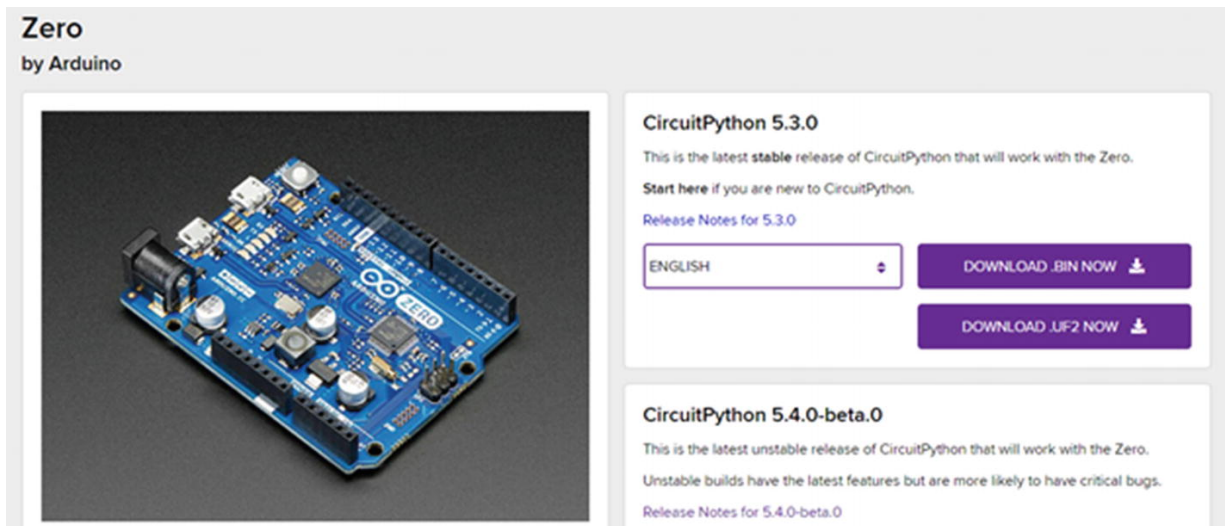 Zero
by Arduino
ZERO
CircuitPython 5.3.0
This is the latest stable release of CircuitPython that will work with the Zero.
Start here if you are new to CircuitPython.
Release Notes for 5.3.0
ENGLISH
DOWNLOAD .BIN NOW
DOWNLOAD .UF2 NOW
CircuitPython 5.4.0-beta.0
This is the latest unstable release of CircuitPython that will work with the Zero.
Unstable builds have the latest features but are more likely to have critical bugs.
Release Notes for 5.4.0-beta.0